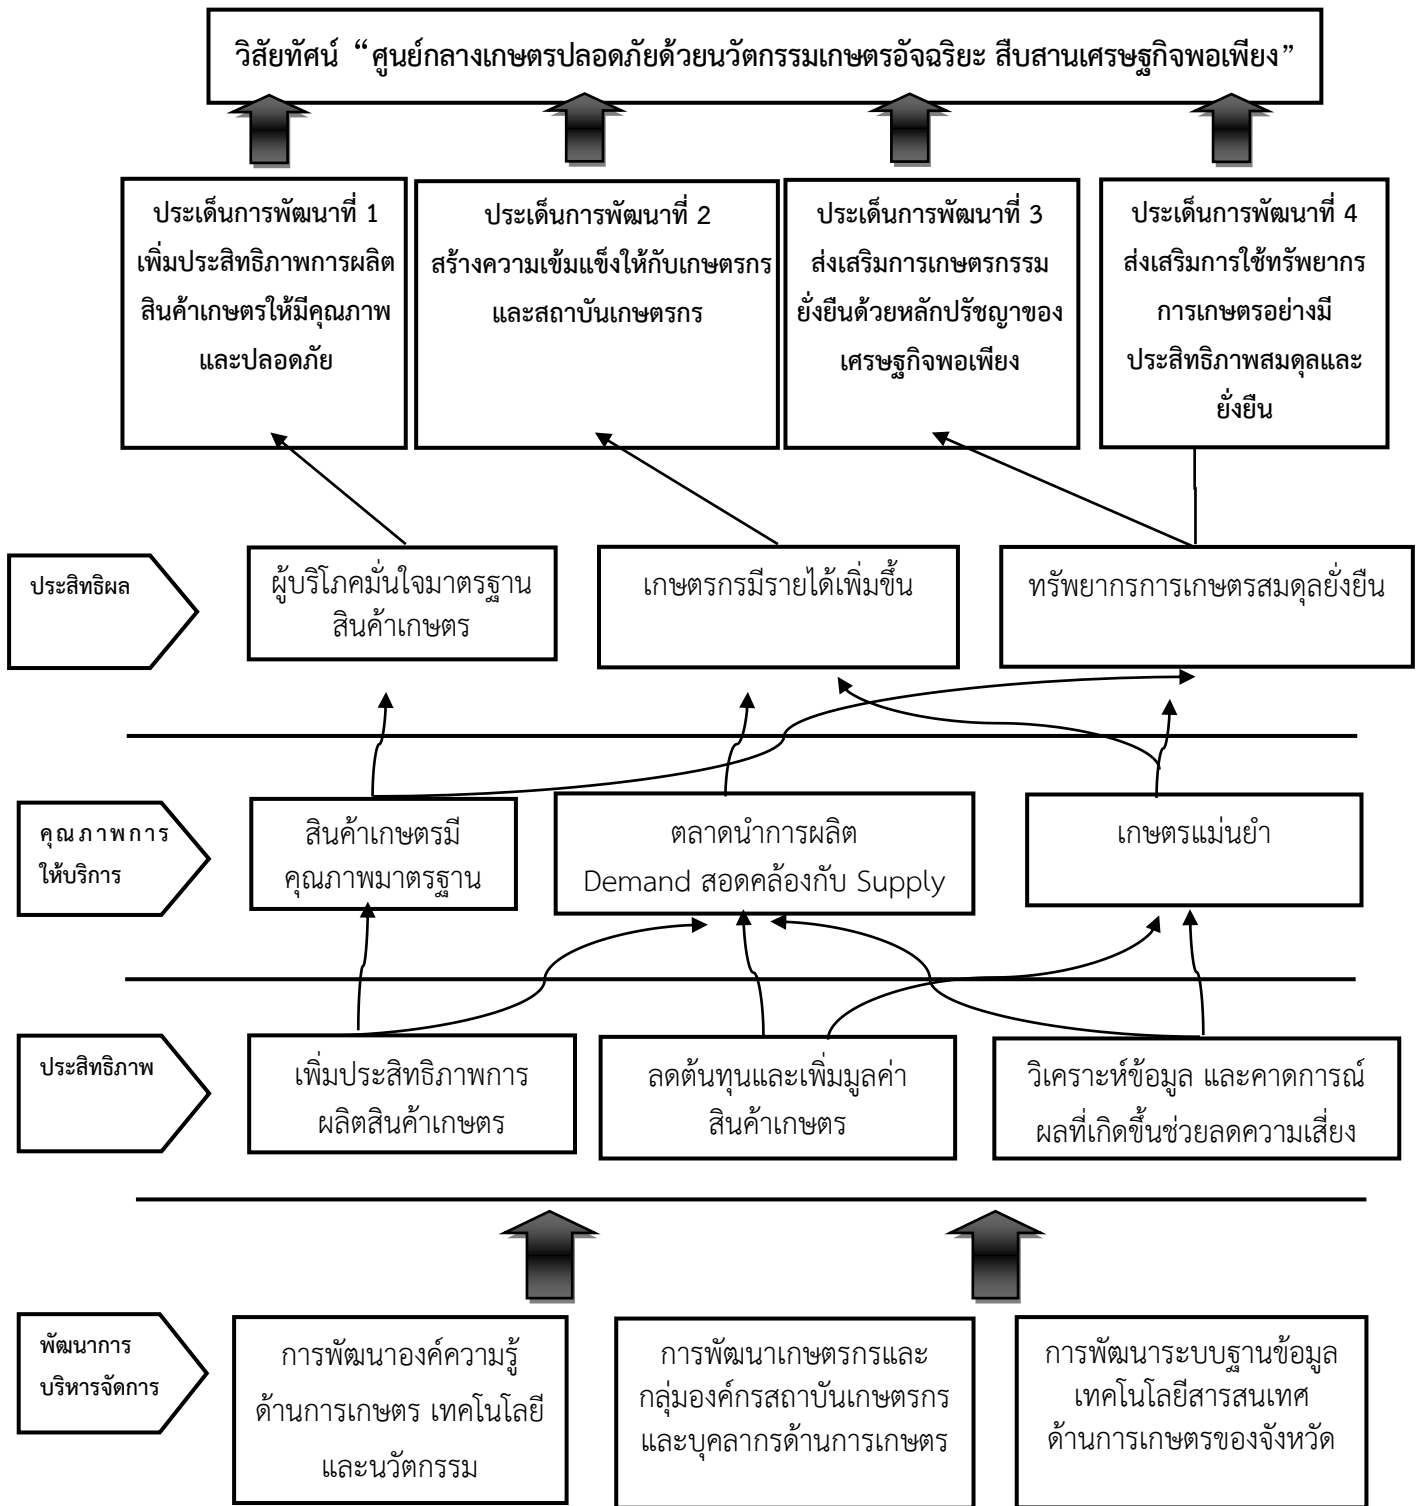 วิสัยทัศน์ “ศูนย์กลางเกษตรปลอดภัยด้วยนวัตกรรมเกษตรอัจฉริยะ สืบสานเศรษฐกิจพอเพียง”
ประเด็นการพัฒนาที่ 1
เพิ่มประสิทธิภาพการผลิต
สินค้าเกษตรให้มีคุณภาพ
และปลอดภัย
ประเด็นการพัฒนาที่ 2
สร้างความเข้มแข็งให้กับเกษตรกร
และสถาบันเกษตรกร
ประเด็นการพัฒนาที่ 3
ส่งเสริมการเกษตรกรรม
ยั่งยืนด้วยหลักปรัชญาของ
เศรษฐกิจพอเพียง
ประเด็นการพัฒนาที่ 4
ส่งเสริมการใช้ทรัพยากร
การเกษตรอย่างมี
ประสิทธิภาพสมดุลและ
ยั่งยืน
ประสิทธิผล
ผู้บริโภคมั่นใจมาตรฐาน
สินค้าเกษตร
เกษตรกรมีรายได้เพิ่มขึ้น
ทรัพยากรการเกษตรสมดุลยั่งยืน
คุณภาพการ
ให้บริการ
สินค้าเกษตรมี
คุณภาพมาตรฐาน
ตลาดนำการผลิต
Demand สอดคล้องกับ Supply
เกษตรแม่นยำ
ประสิทธิภาพ
เพิ่มประสิทธิภาพการ
ผลิตสินค้าเกษตร
ลดต้นทุนและเพิ่มมูลค่า
สินค้าเกษตร
วิเคราะห์ข้อมูล และคาดการณ์
ผลที่เกิดขึ้นช่วยลดความเสี่ยง
พัฒนาการ
บริหารจัดการ
การพัฒนาองค์ความรู้
ด้านการเกษตร เทคโนโลยี
และนวัตกรรม
การพัฒนาเกษตรกรและ
กลุ่มองค์กรสถาบันเกษตรกร
และบุคลากรด้านการเกษตร
การพัฒนาระบบฐานข้อมูล
เทคโนโลยีสารสนเทศ
ด้านการเกษตรของจังหวัด